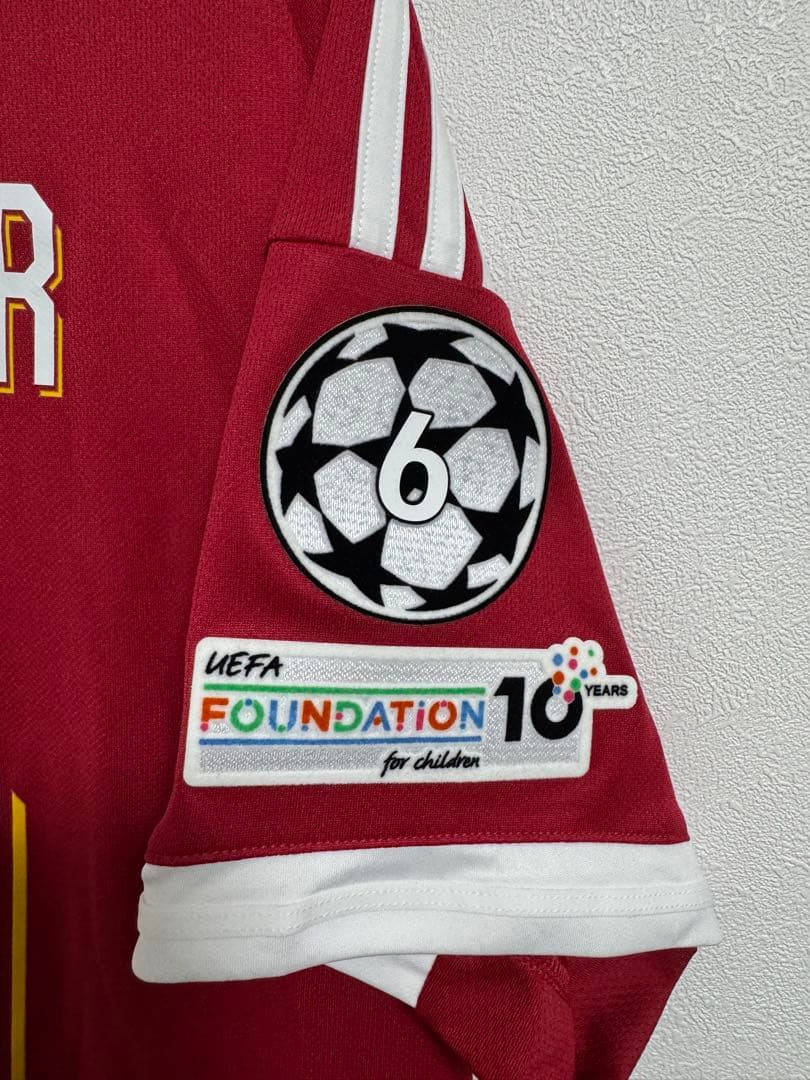 R
6
UEFA
FOUNDATION
10 YEARS
for children